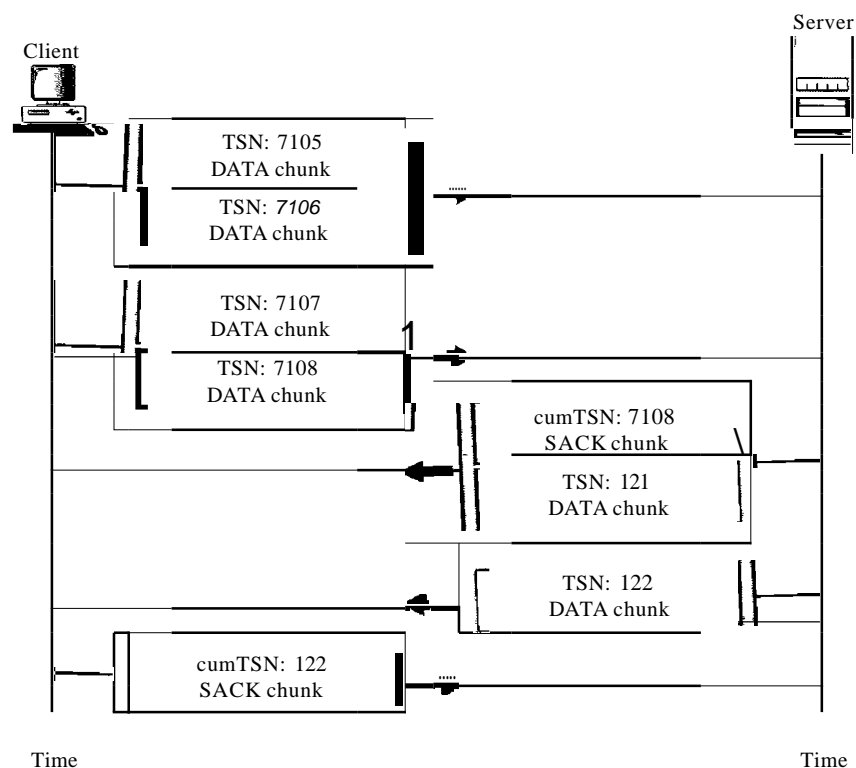 Server
Client
TSN: 7105
DATA chunk
TSN: 7106
DATA chunk
TSN: 7107
DATA chunk
TSN: 7108
DATA chunk
cumTSN: 7108
SACK chunk
TSN: 121
DATA chunk
TSN: 122
DATA chunk
cumTSN: 122
SACK chunk
Time
Time